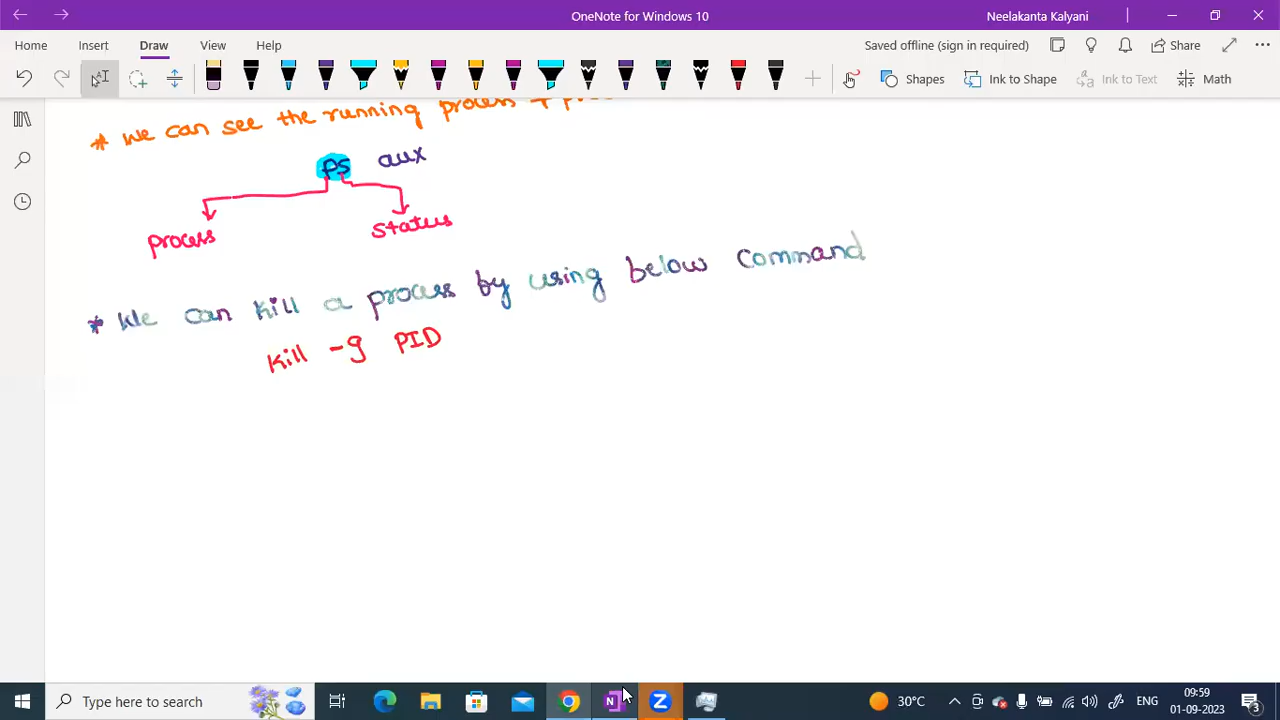 OneNote for Windows 10
Neelakanta Kalyani
Home Insert Draw View Help
Saved offline (sign in required)
Share
Shapes
Ink to Shape
Ink to Text
Math
* We can see the running process +
ps aux
process status
* We can kill a process by using below command
kill -9 PID
Type here to search
30°C
ENG
09:59
01-09-2023
3